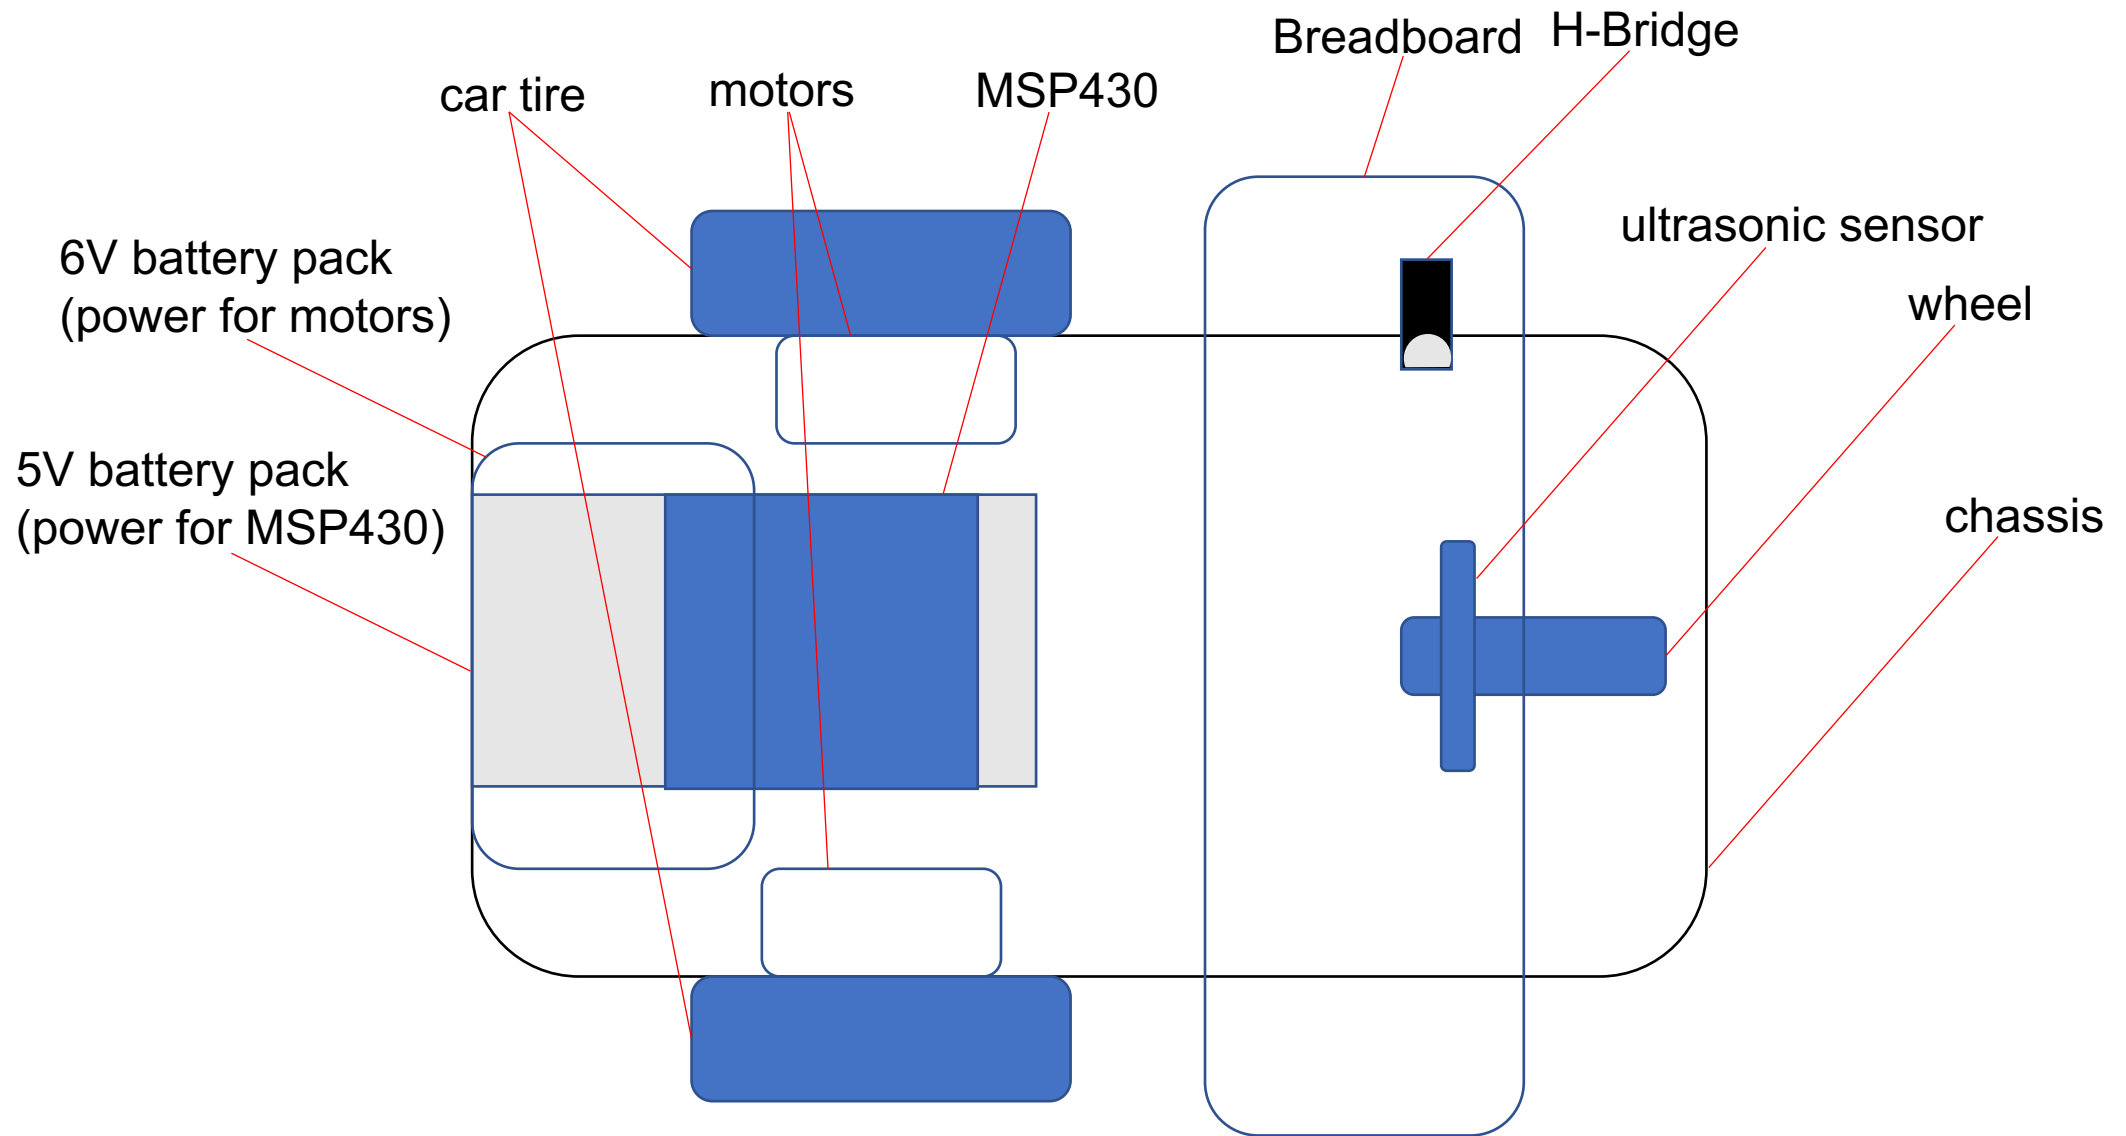 Breadboard
H-Bridge
car tire
motors
MSP430
ultrasonic sensor
6V battery pack
(power for motors)
wheel
5V battery pack
(power for MSP430)
chassis